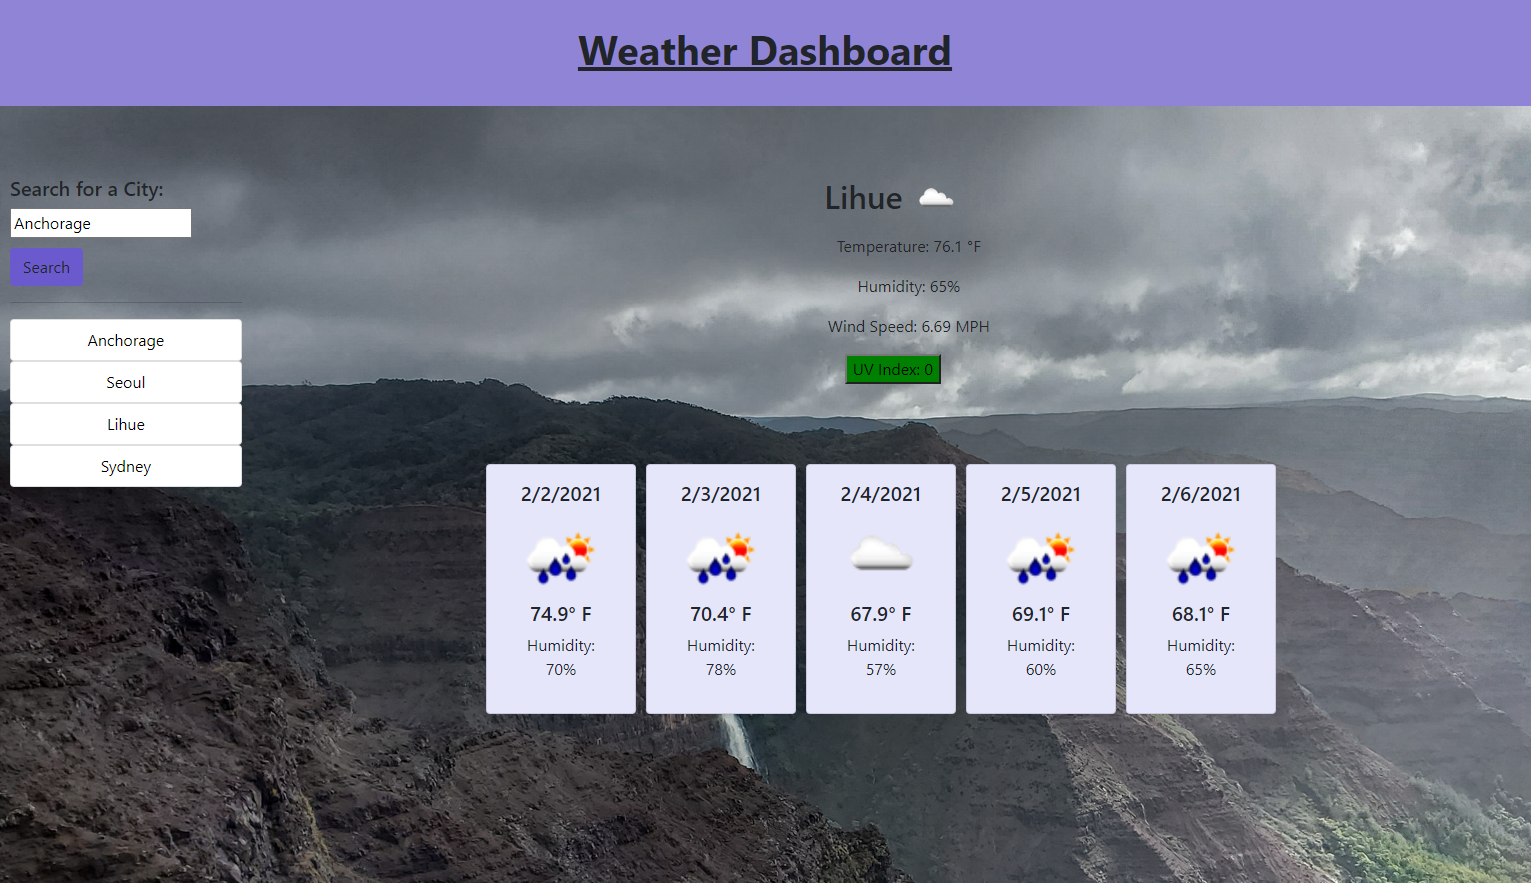 Weather Dashboard
Search for a City:
Anchorage
Search
Anchorage
Seoul
Lihue
Sydney
Lihue
Temperature: 76.1 °F
Humidity: 65%
Wind Speed: 6.69 MPH
UV Index: 0
2/2/2021
74.9° F
Humidity:
70%
2/3/2021
70.4° F
Humidity:
78%
2/4/2021
67.9° F
Humidity:
57%
2/5/2021
69.1° F
Humidity:
60%
2/6/2021
68.1° F
Humidity:
65%